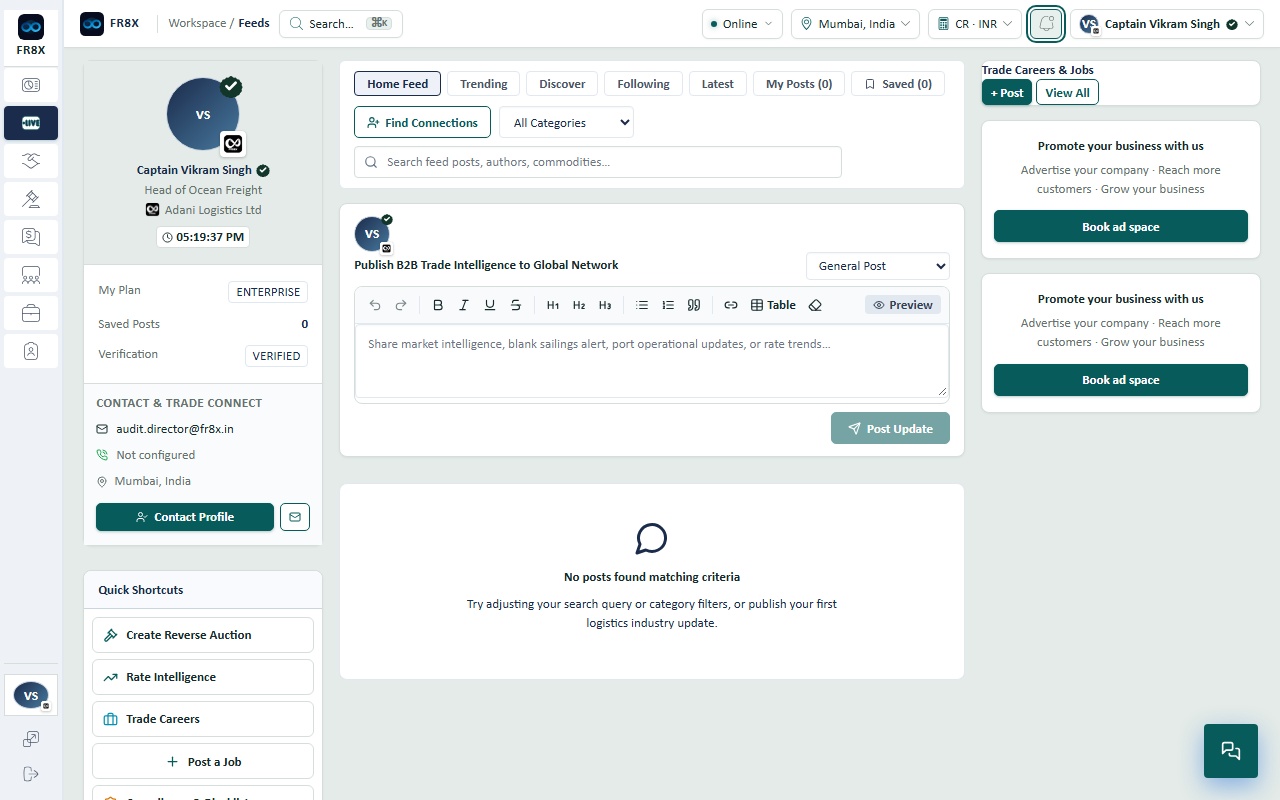 FR8X
FR8X
Workspace / Feeds
Search...
⌘K
Online
Mumbai, India
CR · INR
VS
Captain Vikram Singh
LIVE
VS
Captain Vikram Singh
Head of Ocean Freight
Adani Logistics Ltd
05:19:37 PM
My Plan
ENTERPRISE
Saved Posts
0
Verification
VERIFIED
CONTACT & TRADE CONNECT
audit.director@fr8x.in
Not configured
Mumbai, India
Contact Profile
Quick Shortcuts
Create Reverse Auction
Rate Intelligence
Trade Careers
Post a Job
VS
Home Feed
Trending
Discover
Following
Latest
My Posts (0)
Saved (0)
Find Connections
All Categories
Search feed posts, authors, commodities...
VS
Publish B2B Trade Intelligence to Global Network
General Post
B
I
U
S
H1
H2
H3
Table
Preview
Share market intelligence, blank sailings alert, port operational updates, or rate trends...
Post Update
No posts found matching criteria
Try adjusting your search query or category filters, or publish your first
logistics industry update.
Trade Careers & Jobs
+ Post
View All
Promote your business with us
Advertise your company · Reach more
customers · Grow your business
Book ad space
Promote your business with us
Advertise your company · Reach more
customers · Grow your business
Book ad space